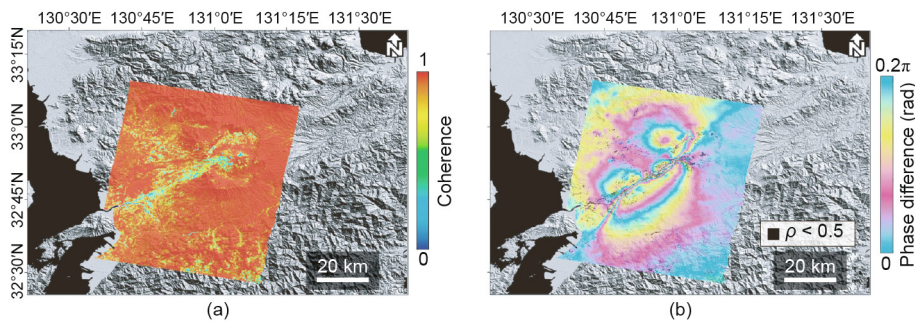 130°30'E 130°45'E 131°0'E 131°15'E 131°30'E
33°15'N
33°0'N
32°45'N
32°30'N
N
20 km
1
Coherence
0
(a)
130°30'E 130°45'E 131°0'E 131°15'E 131°30'E
N
ρ < 0.5
20 km
0.2π
Phase difference (rad)
0
(b)